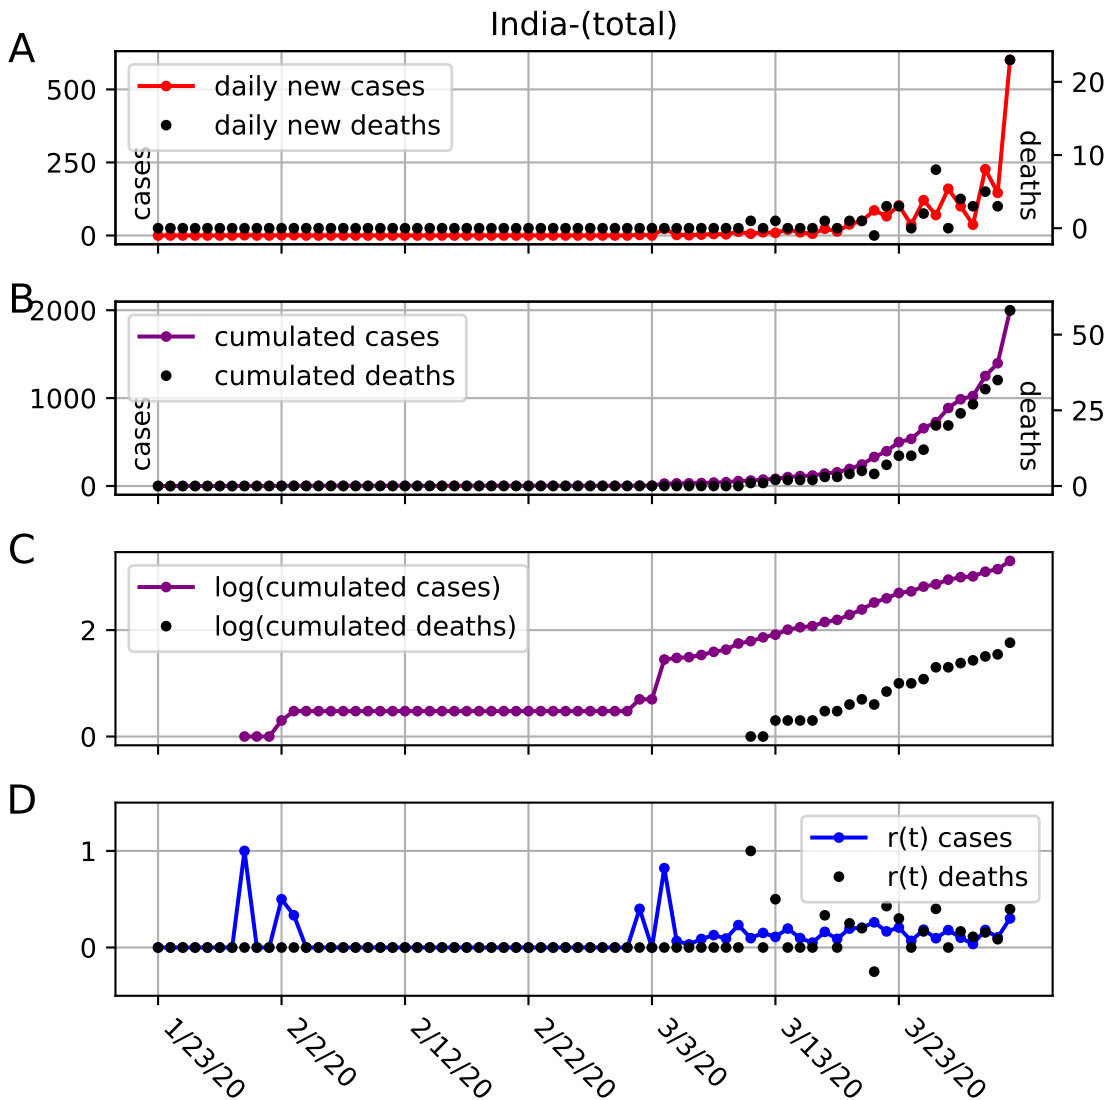 India-(total)
A
500
250
0
cases
daily new cases
daily new deaths
20
10
0
deaths
B
2000
1000
0
cases
cumulated cases
cumulated deaths
50
25
0
deaths
C
2
0
log(cumulated cases)
log(cumulated deaths)
D
1
0
r(t) cases
r(t) deaths
1/23/20
2/2/20
2/12/20
2/22/20
3/3/20
3/13/20
3/23/20